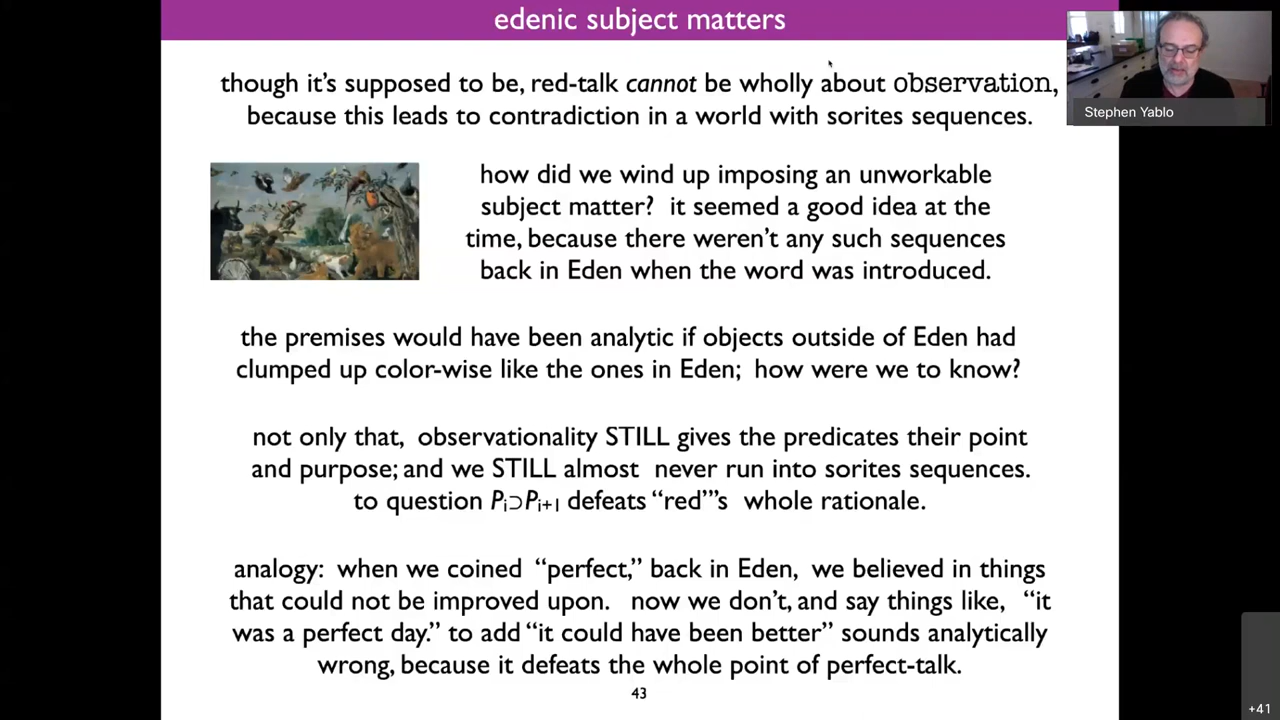 edenic subject matters
though it's supposed to be, red-talk cannot be wholly about observation,
because this leads to contradiction in a world with sorites sequences.
Stephen Yablo
how did we wind up imposing an unworkable
subject matter? it seemed a good idea at the
time, because there weren't any such sequences
back in Eden when the word was introduced.
the premises would have been analytic if objects outside of Eden had
clumped up color-wise like the ones in Eden; how were we to know?
not only that, observationality STILL gives the predicates their point
and purpose; and we STILL almost never run into sorites sequences.
to question Pᵢ⊃Pᵢ₊₁ defeats “red”'s whole rationale.
analogy: when we coined “perfect,” back in Eden, we believed in things
that could not be improved upon. now we don't, and say things like, “it
was a perfect day.” to add “it could have been better” sounds analytically
wrong, because it defeats the whole point of perfect-talk.
43
+41